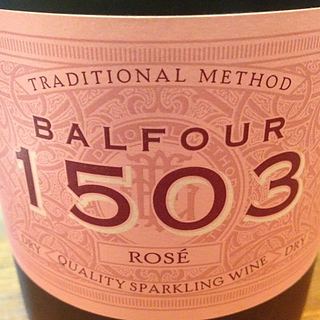 TRADITIONAL METHOD
BALFOUR
1503
ROSÉ
DRY QUALITY SPARKLING WINE DRY